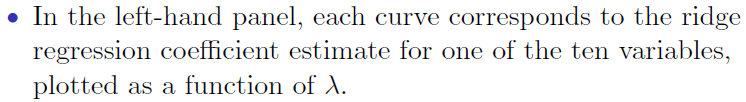 • In the left-hand panel, each curve corresponds to the ridge
regression coefficient estimate for one of the ten variables,
plotted as a function of λ.